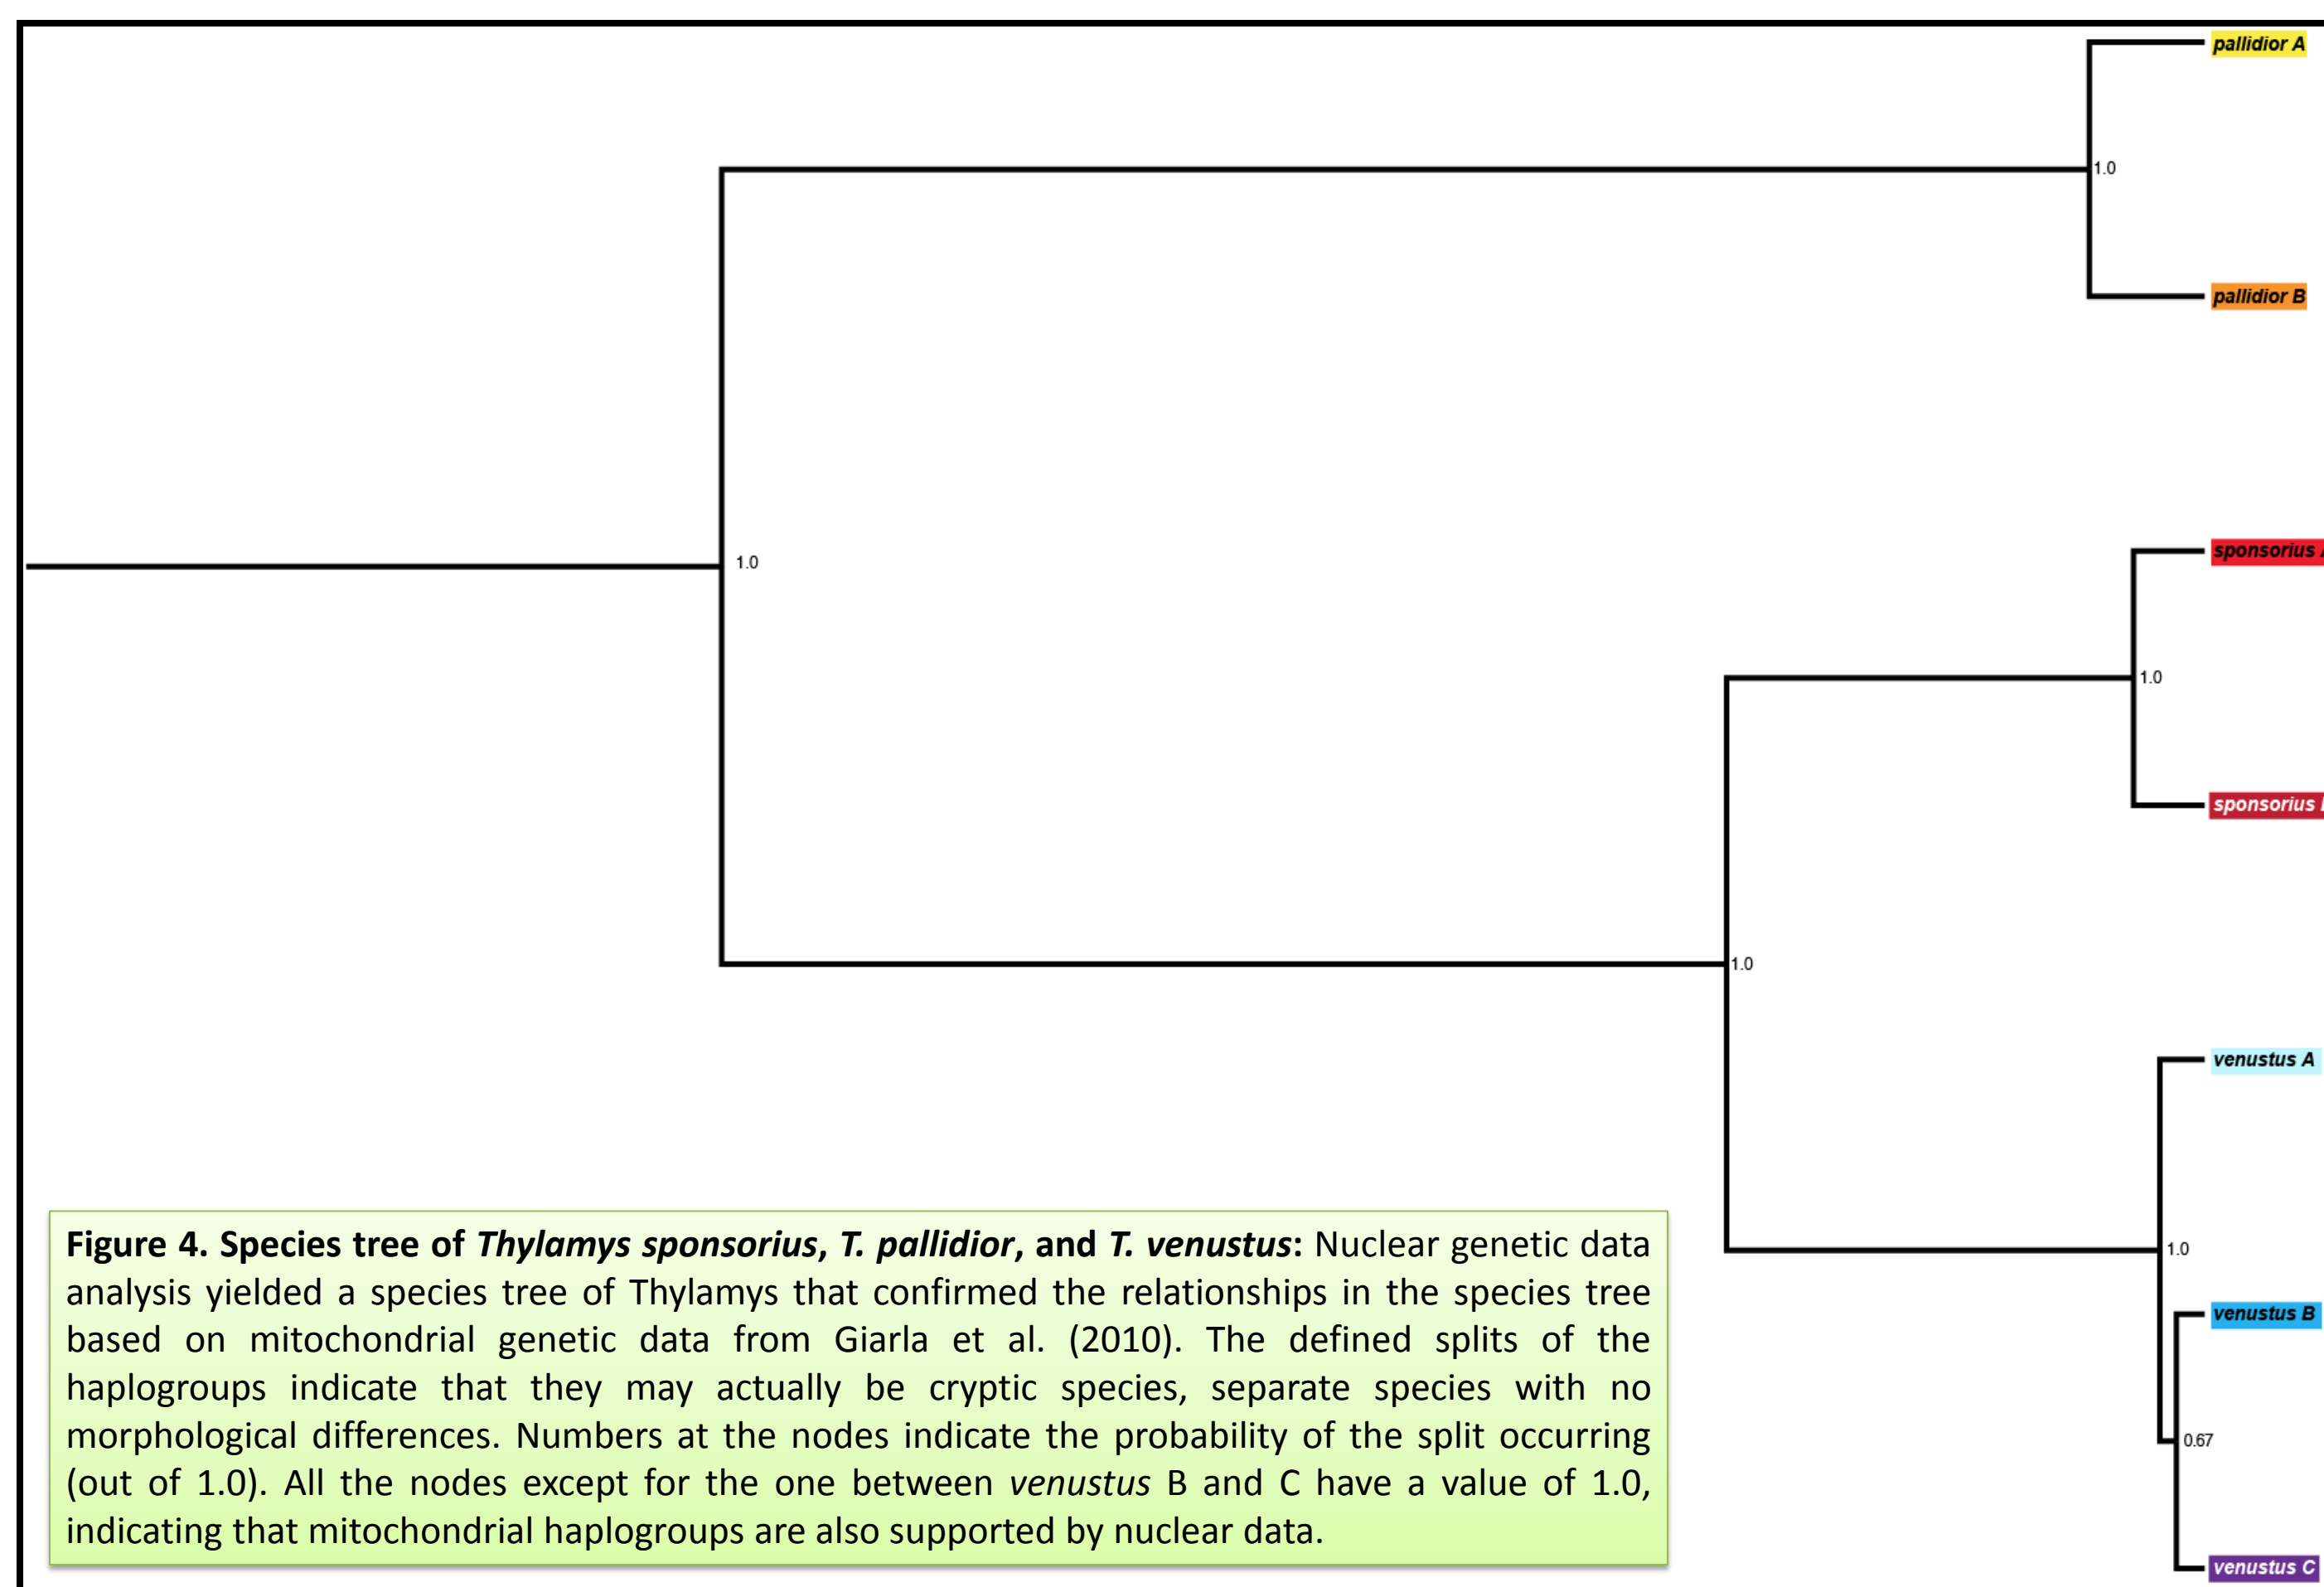 pallidior A
1.0
pallidior B
sponsorius
1.0
1.0
sponsorius
1.0
venustus A
1.0
venustus B
0.67
venustus C
Figure 4. Species tree of Thylamys sponsorius, T. pallidior, and T. venustus: Nuclear genetic data
analysis yielded a species tree of Thylamys that confirmed the relationships in the species tree
based on mitochondrial genetic data from Giarla et al. (2010). The defined splits of the
haplogroups indicate that they may actually be cryptic species, separate species with no
morphological differences. Numbers at the nodes indicate the probability of the split occurring
(out of 1.0). All the nodes except for the one between venustus B and C have a value of 1.0,
indicating that mitochondrial haplogroups are also supported by nuclear data.